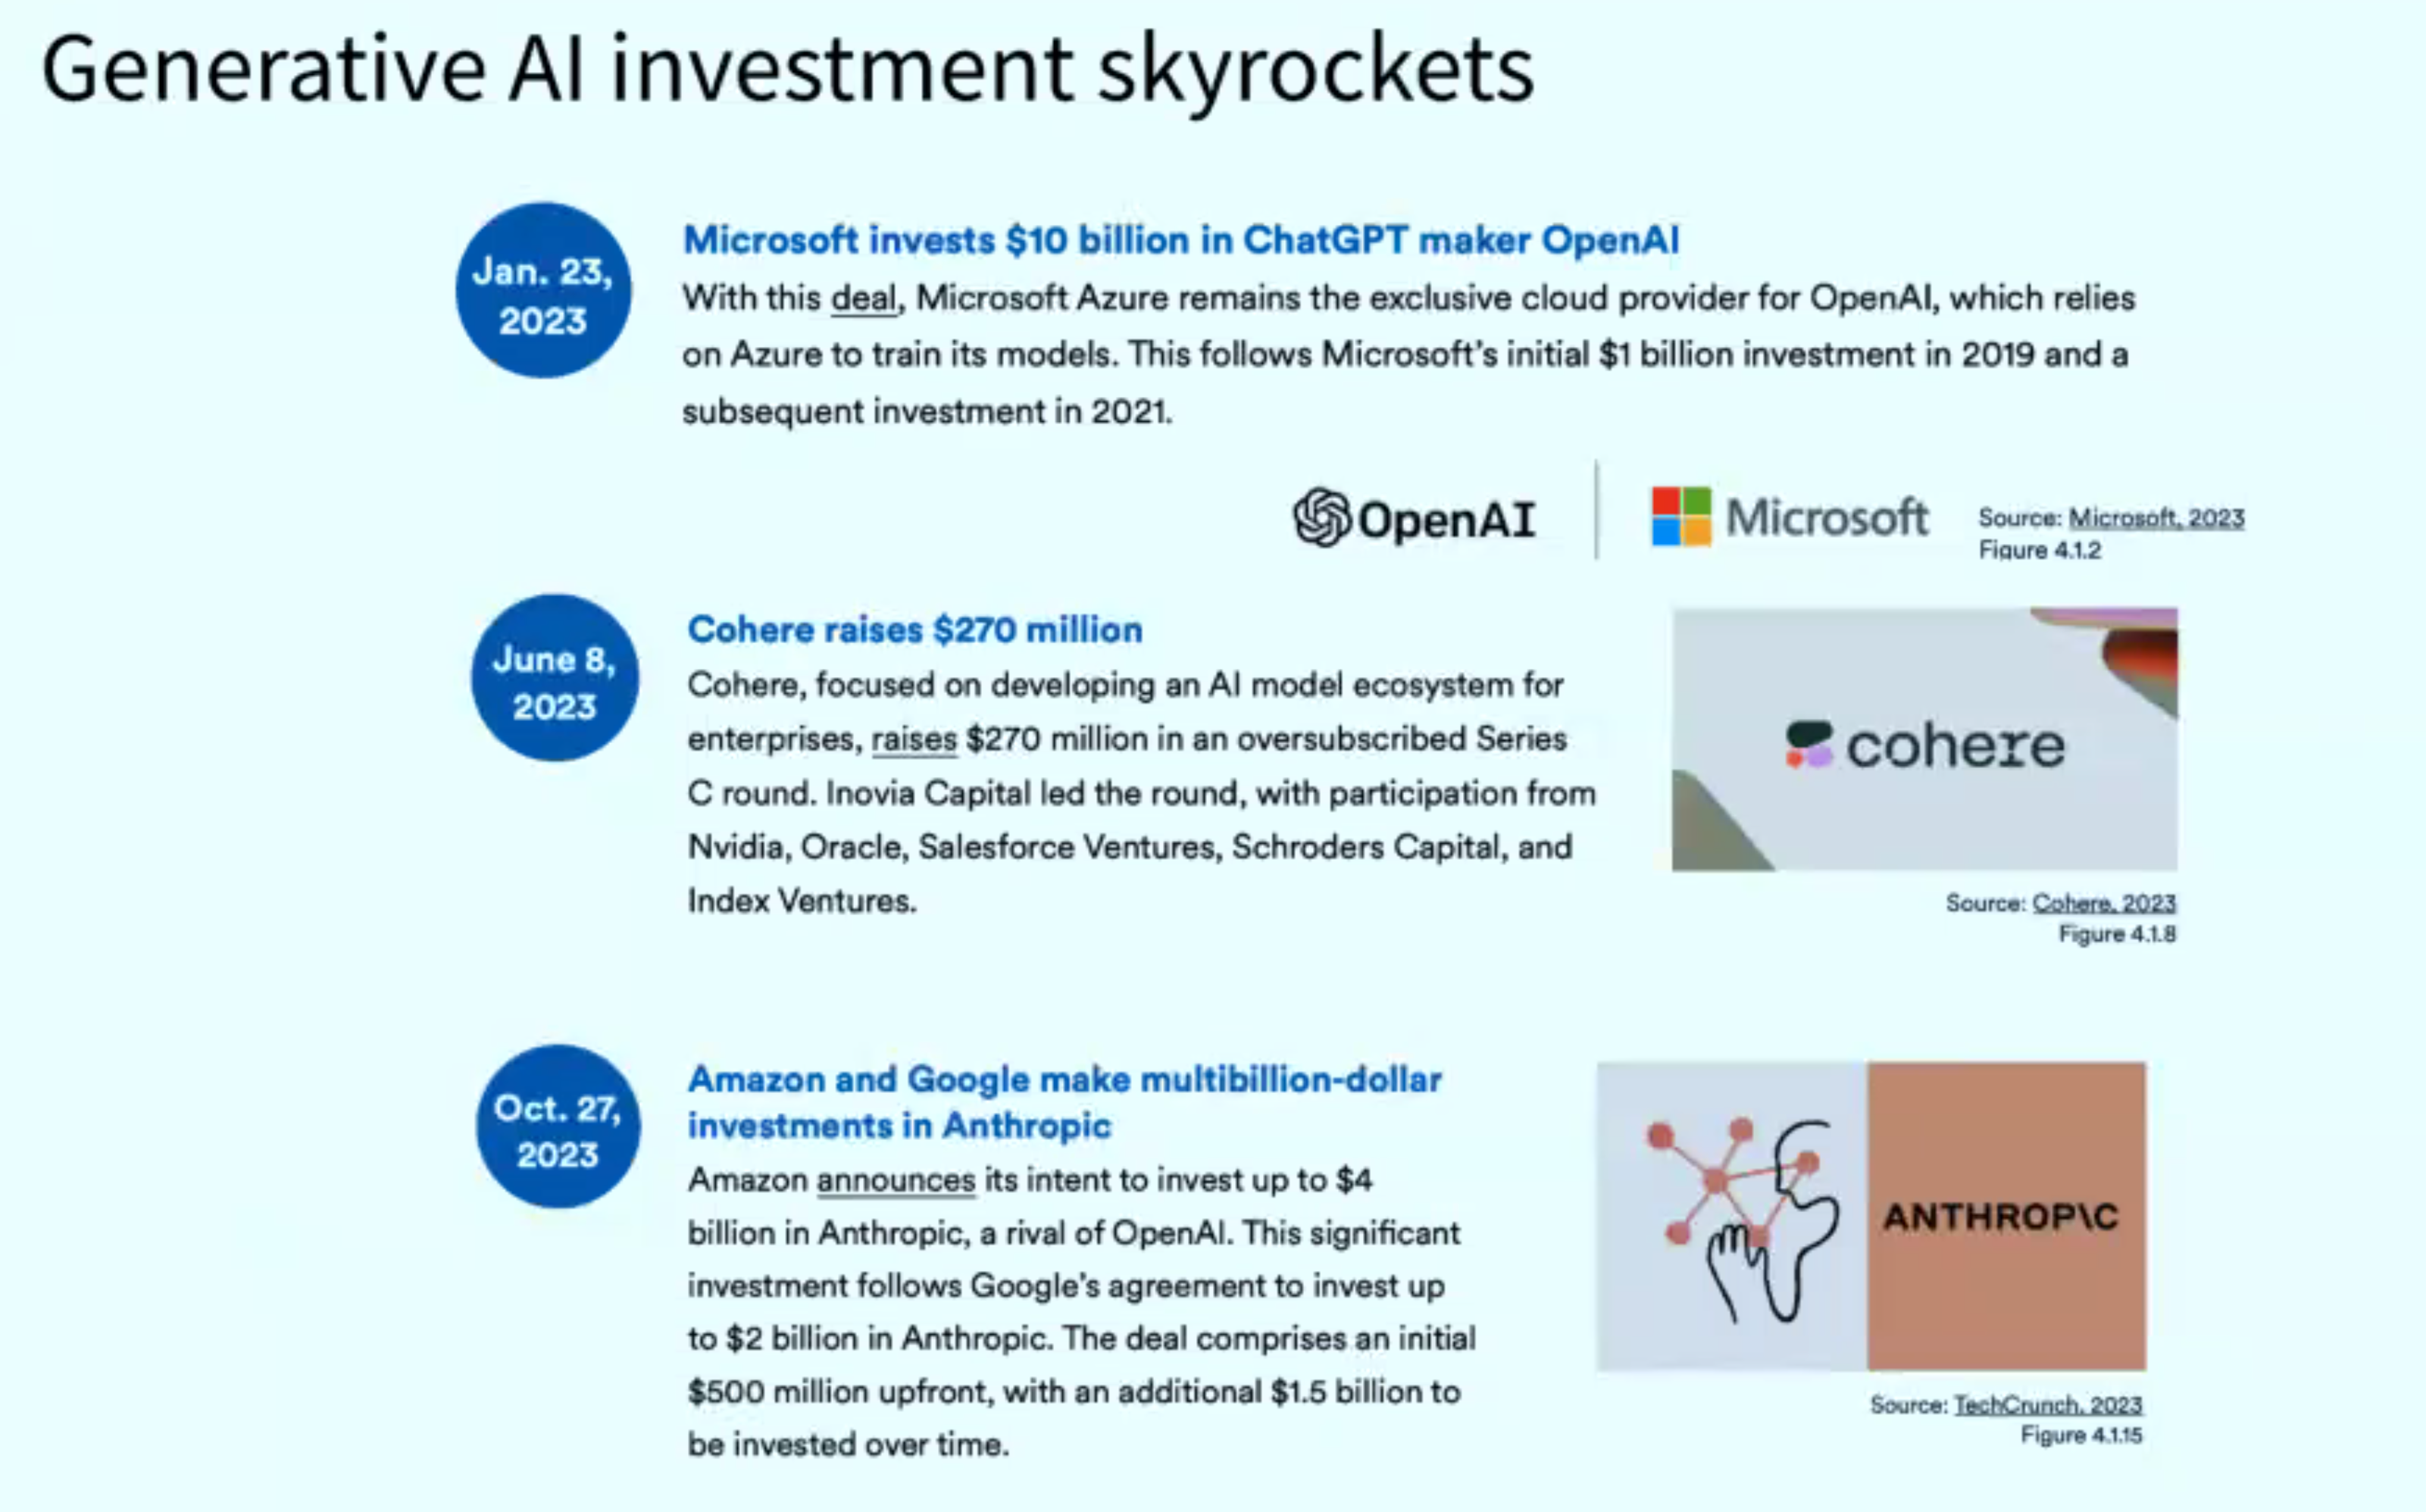 Generative AI investment skyrockets
Jan. 23,
2023
Microsoft invests $10 billion in ChatGPT maker OpenAI
With this deal, Microsoft Azure remains the exclusive cloud provider for OpenAI, which relies
on Azure to train its models. This follows Microsoft's initial $1 billion investment in 2019 and a
subsequent investment in 2021.
OpenAI
Microsoft
Source: Microsoft, 2023
Figure 4.1.2
June 8,
2023
Cohere raises $270 million
Cohere, focused on developing an AI model ecosystem for
enterprises, raises $270 million in an oversubscribed Series
C round. Inovia Capital led the round, with participation from
Nvidia, Oracle, Salesforce Ventures, Schroders Capital, and
Index Ventures.
cohere
Source: Cohere, 2023
Figure 4.1.8
Oct. 27,
2023
Amazon and Google make multibillion-dollar
investments in Anthropic
Amazon announces its intent to invest up to $4
billion in Anthropic, a rival of OpenAI. This significant
investment follows Google's agreement to invest up
to $2 billion in Anthropic. The deal comprises an initial
$500 million upfront, with an additional $1.5 billion to
be invested over time.
ANTHROP\C
Source: TechCrunch, 2023
Figure 4.1.15